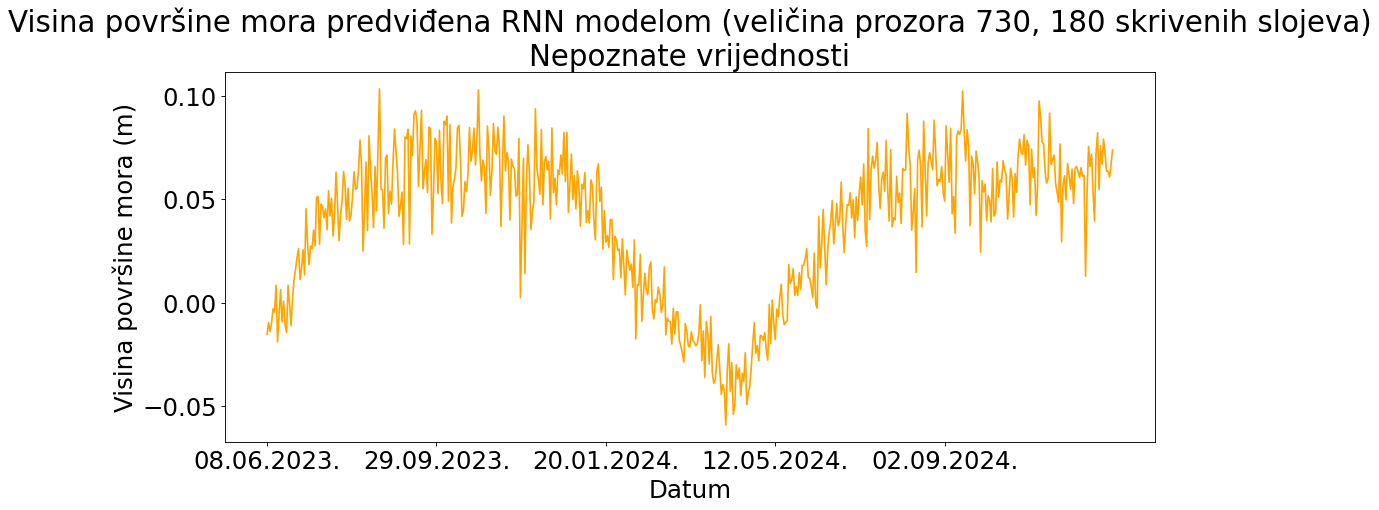 Visina površine mora predviđena RNN modelom (veličina prozora 730, 180 skrivenih slojeva)
Nepoznate vrijednosti
Visina površine mora (m)
0.10
0.05
0.00
−0.05
08.06.2023. 29.09.2023. 20.01.2024. 12.05.2024. 02.09.2024.
Datum